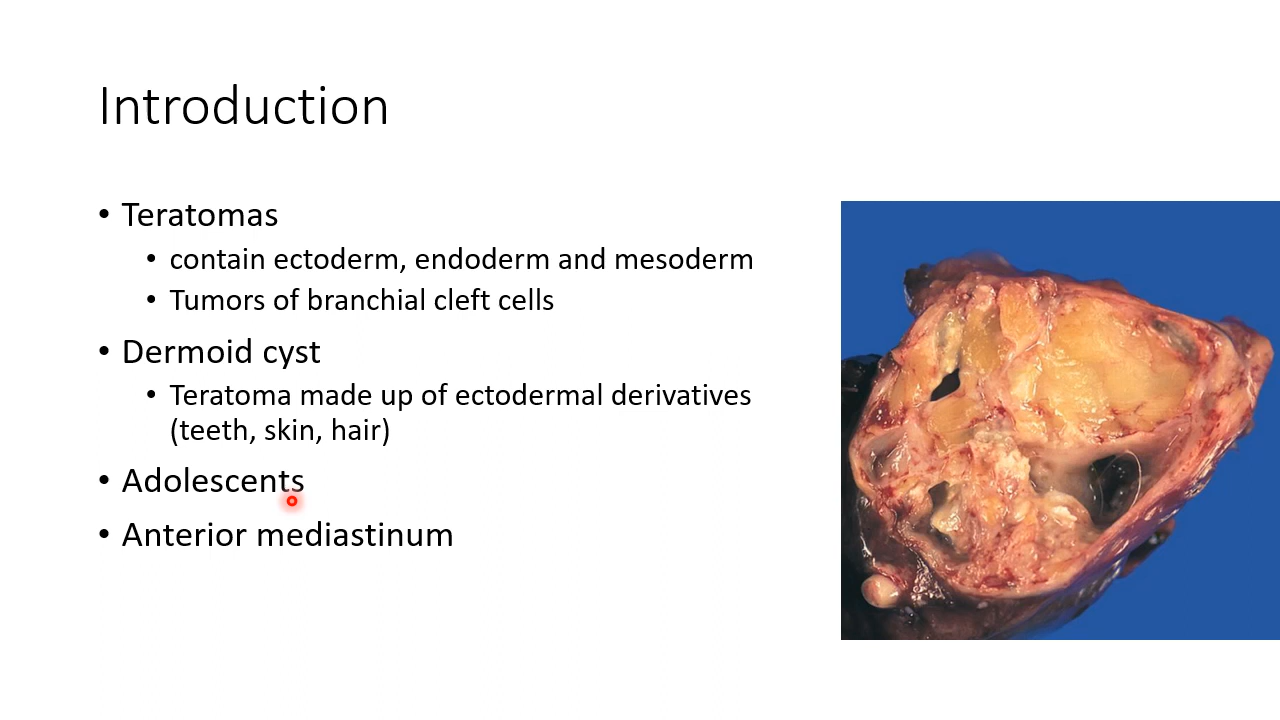 Introduction
• Teratomas
• contain ectoderm, endoderm and mesoderm
• Tumors of branchial cleft cells
• Dermoid cyst
• Teratoma made up of ectodermal derivatives
(teeth, skin, hair)
• Adolescents
• Anterior mediastinum